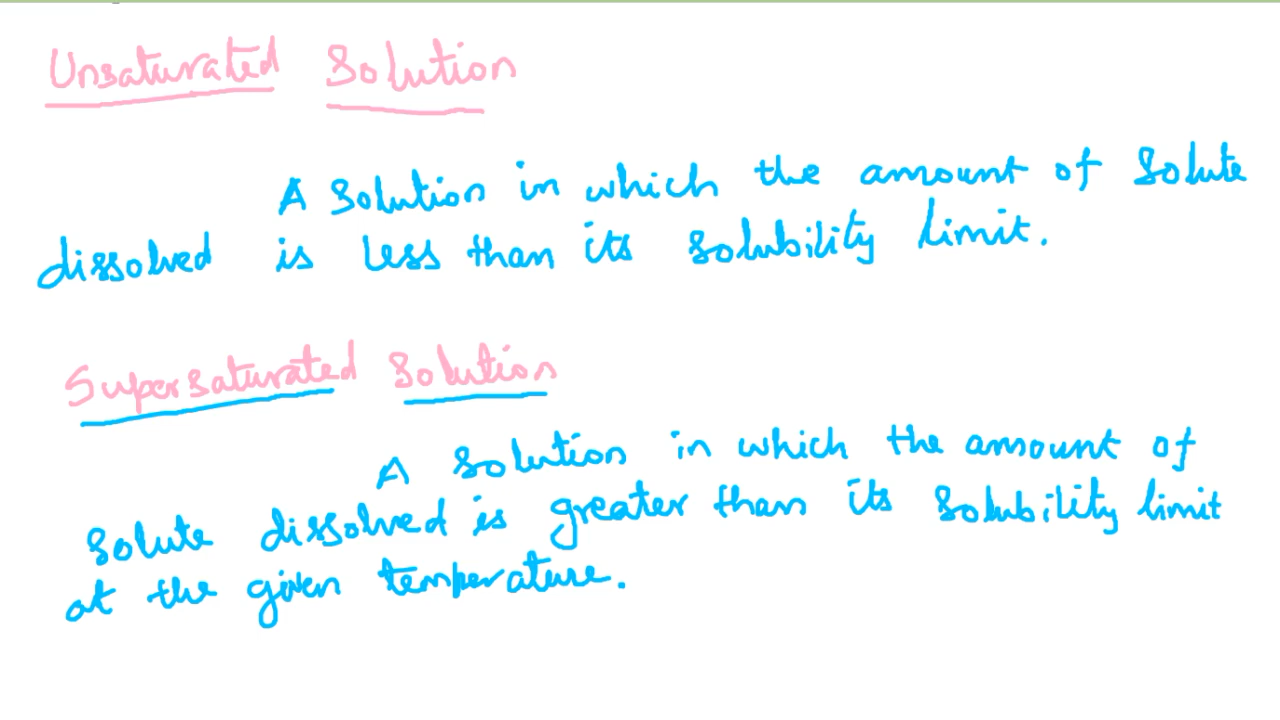 Unsaturated Solution
A Solution in which the amount of Solute
dissolved is less than its solubility limit.
Supersaturated Solution
A Solution in which the amount of
Solute dissolved is greater than its Solubility limit
at the given temperature.